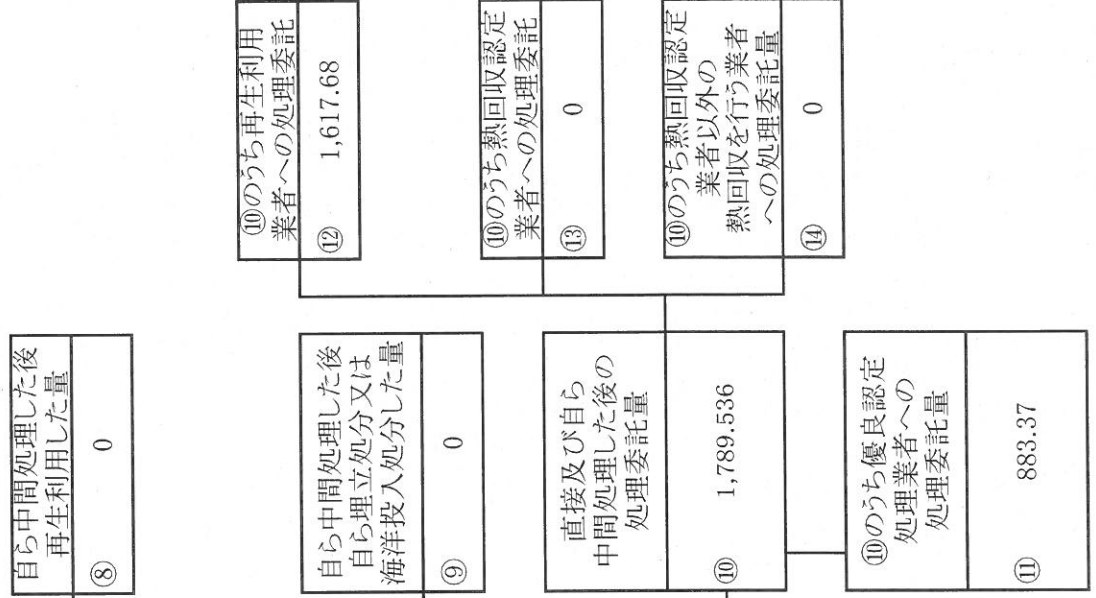 自ら中間処理した後
再生利用した量
⑧ 0
自ら中間処理した後
自ら埋立処分又は
海洋投入処分した量
⑨ 0
直接及び自ら
中間処理した後の
処理委託量
⑩ 1,789.536
⑩のうち優良認定
処理業者への
処理委託量
⑪ 883.37
⑩のうち再生利用
業者への処理委託
⑫ 1,617.68
⑩のうち熱回収認定
業者への処理委託
⑬ 0
⑩のうち熱回収認定
業者以外の
熱回収を行う業者
への処理委託量
⑭ 0